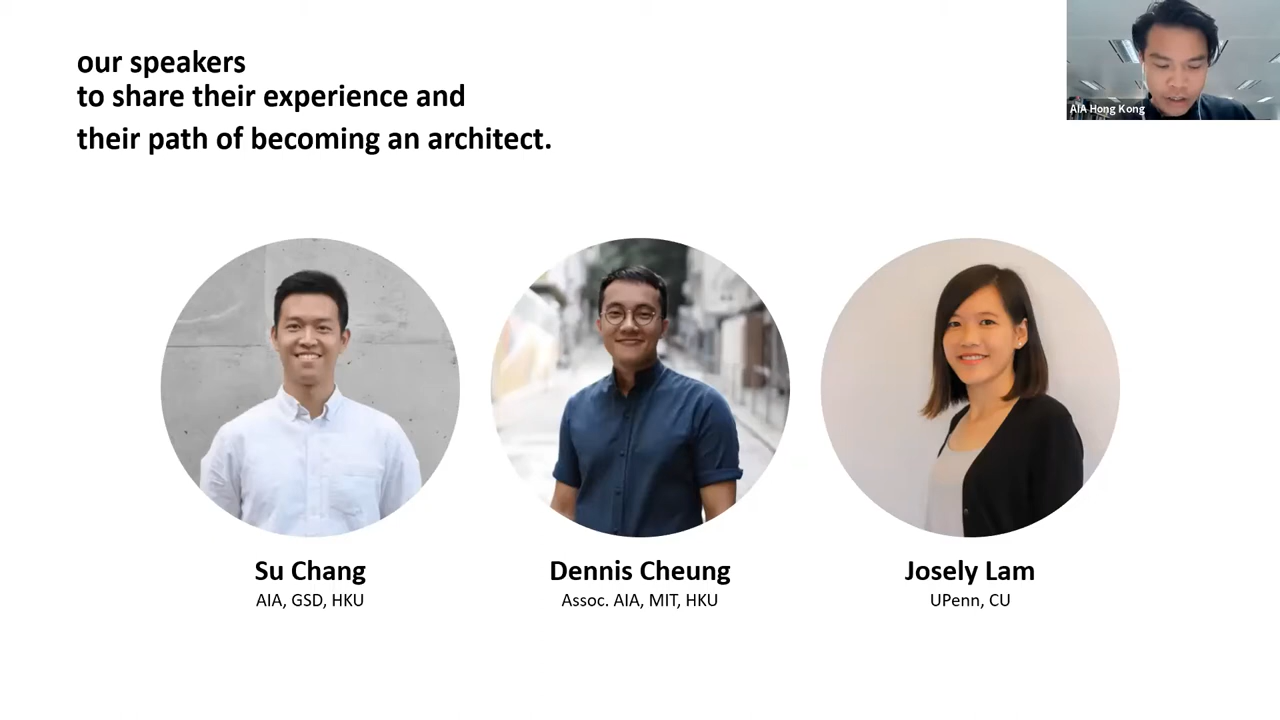 our speakers
to share their experience and
their path of becoming an architect.
AIA Hong Kong
Su Chang
AIA, GSD, HKU
Dennis Cheung
Assoc. AIA, MIT, HKU
Josely Lam
UPenn, CU